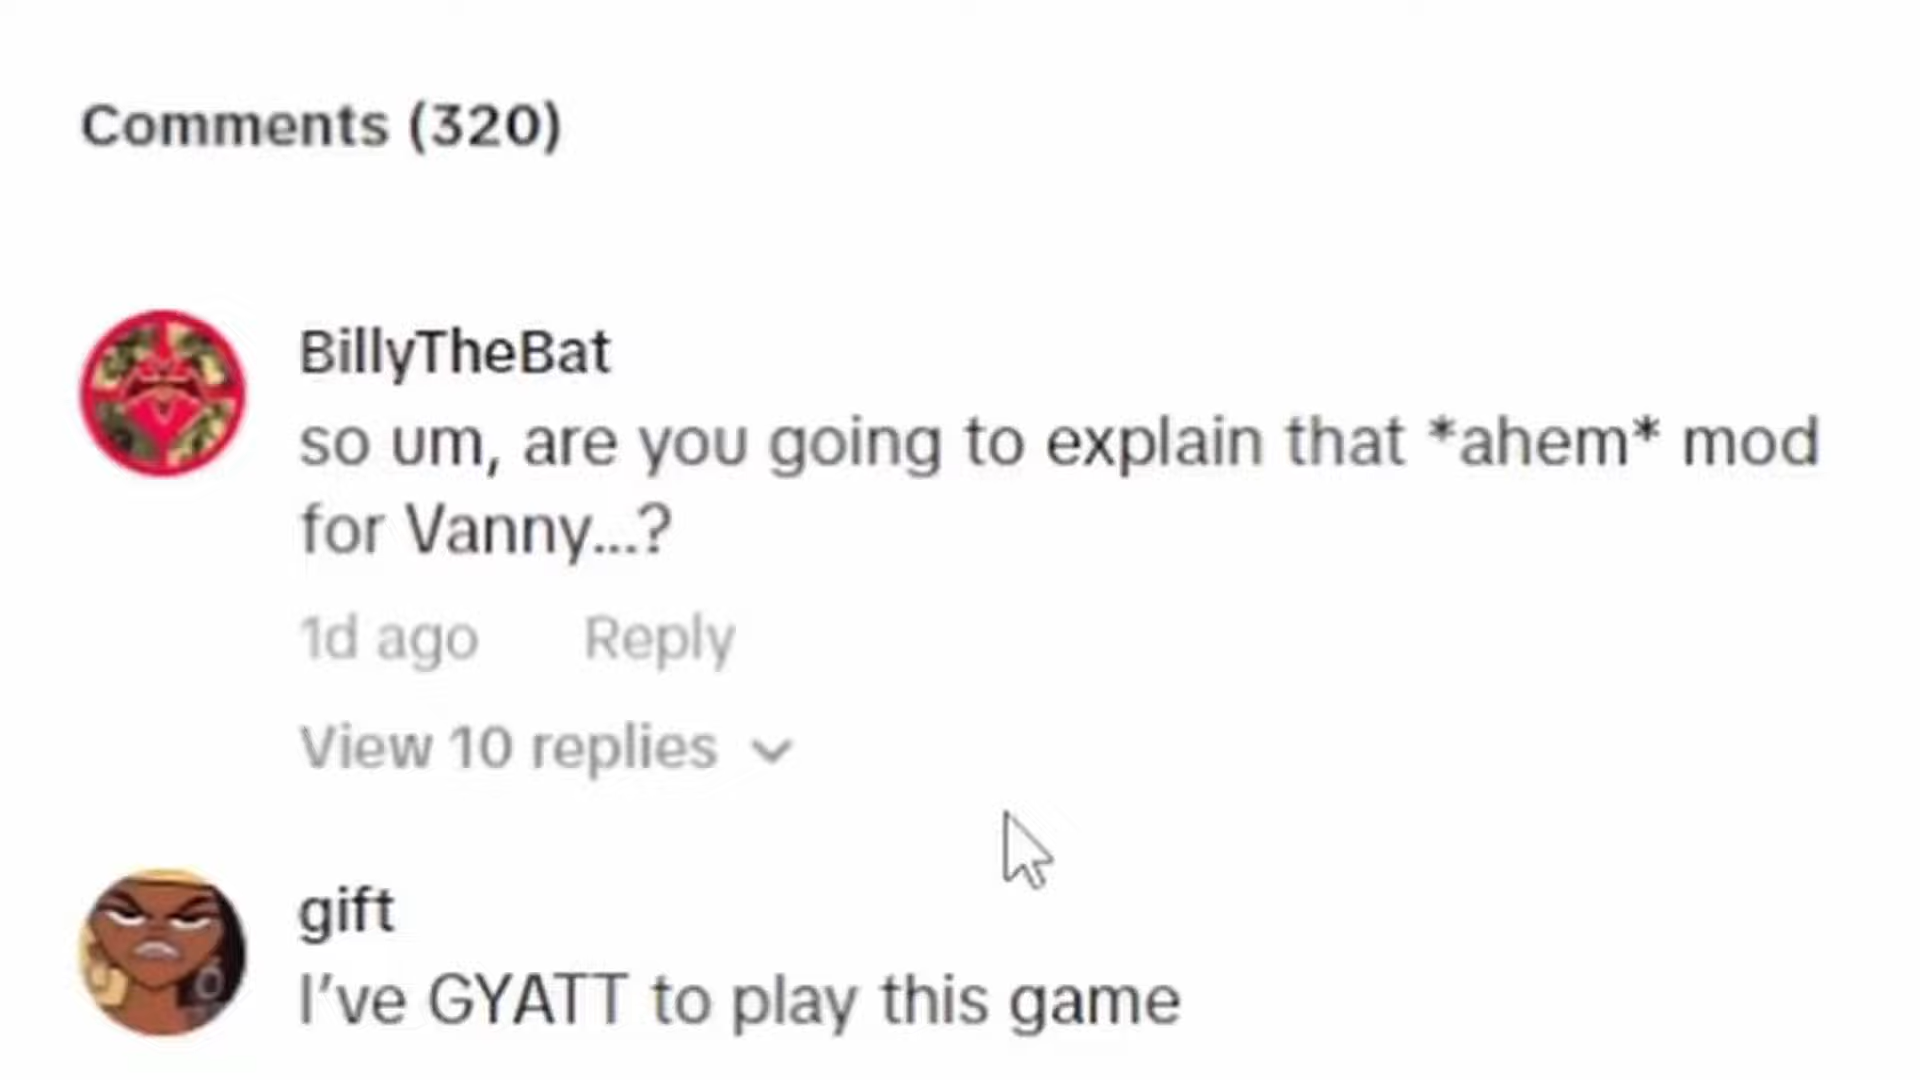 Comments (320)
BillyTheBat
so um, are you going to explain that *ahem* mod
for Vanny...?
1d ago Reply
View 10 replies
gift
I've GYATT to play this game